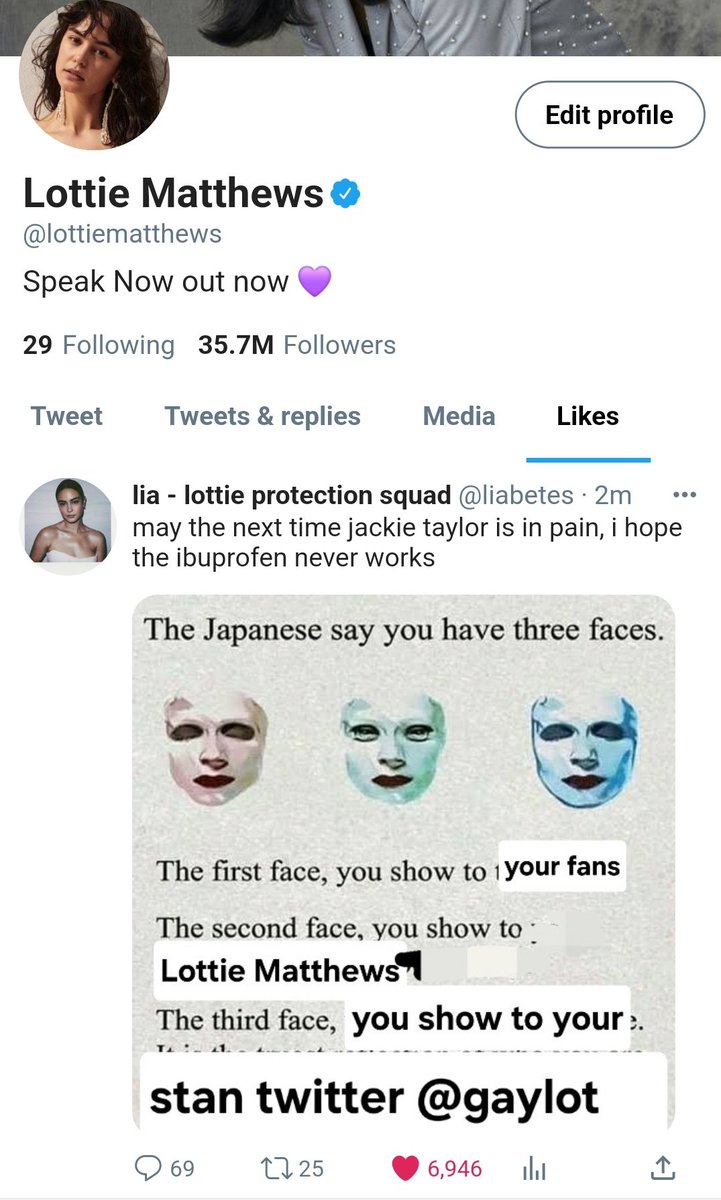 Edit profile
Lottie Matthews
@lottiematthews
Speak Now out now 💜
29 Following 35.7M Followers
Tweet Tweets & replies Media Likes
lia - lottie protection squad @liabetes · 2m
may the next time jackie taylor is in pain, i hope
the ibuprofen never works
The Japanese say you have three faces.
The first face, you show to your fans
The second face, you show to
Lottie Matthews
The third face, you show to your e.
stan twitter @gaylot
69 25 6,946